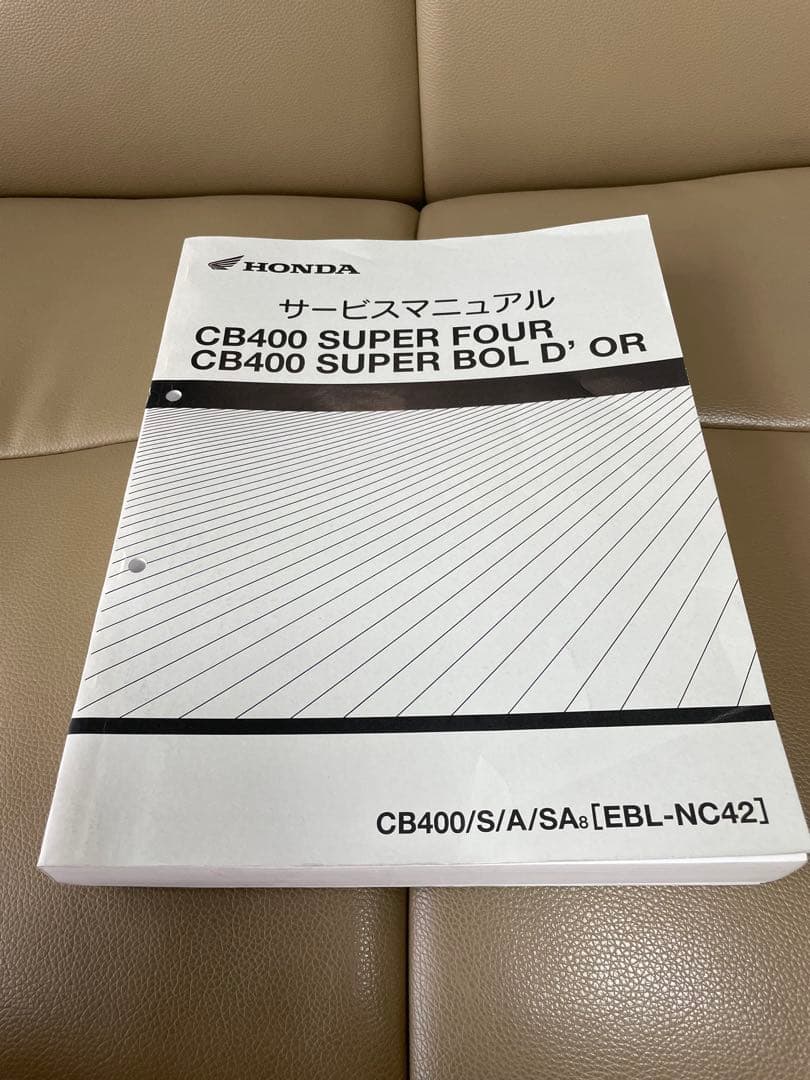 HONDA
サービスマニュアル
CB400 SUPER FOUR
CB400 SUPER BOL D' OR
CB400/S/A/SA8 [EBL-NC42]